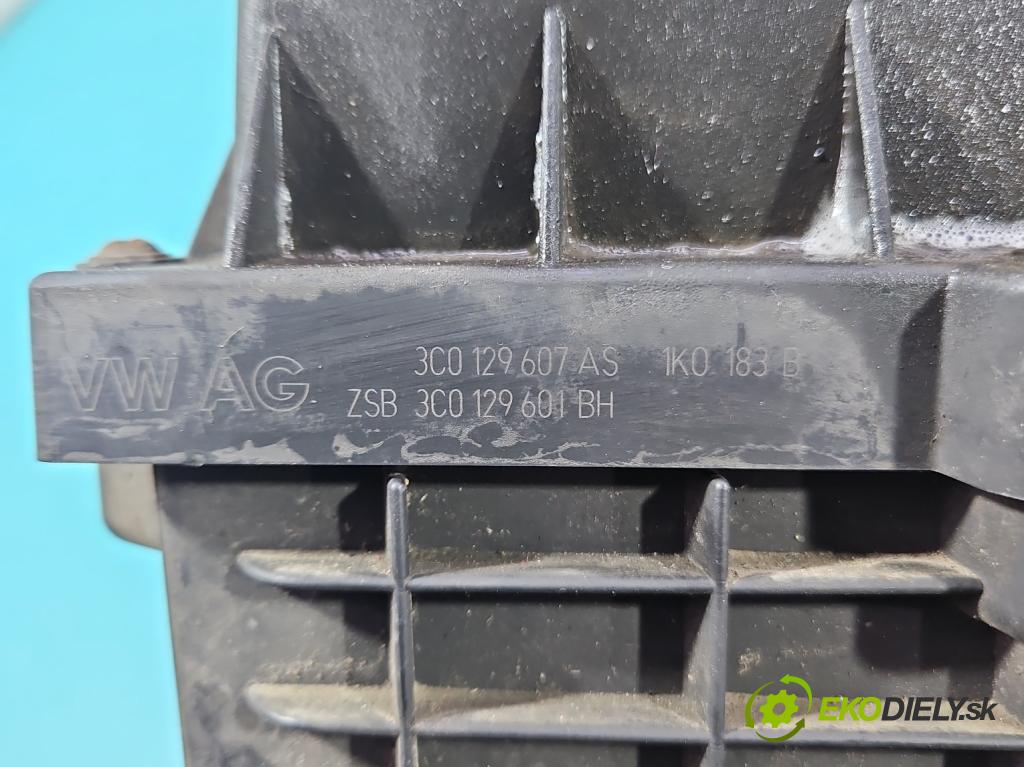 VW AG 3C0 129 607 AS 1K0 183 B
ZSB 3C0 129 601 BH
EKODIELY.sk